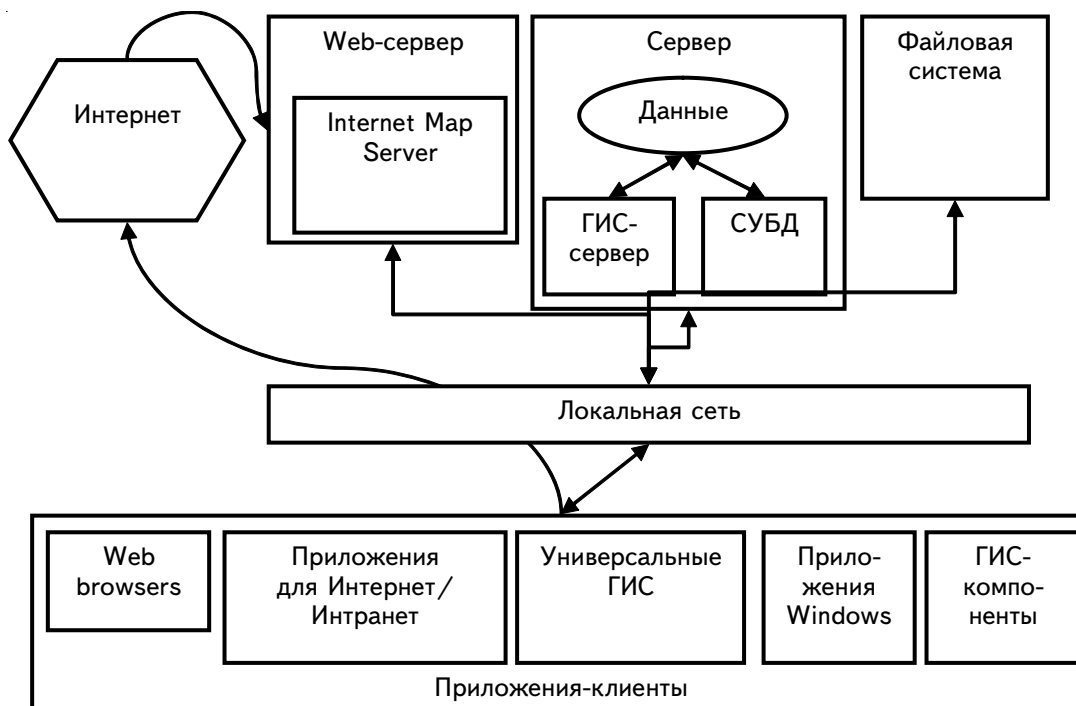 Web-сервер
Сервер
Файловая
система
Интернет
Internet Map
Server
Данные
ГИС-
сервер
СУБД
Локальная сеть
Web
browsers
Приложения
для Интернет/
Интранет
Универсальные
ГИС
Прило-
жения
Windows
ГИС-
компо-
ненты
Приложения-клиенты